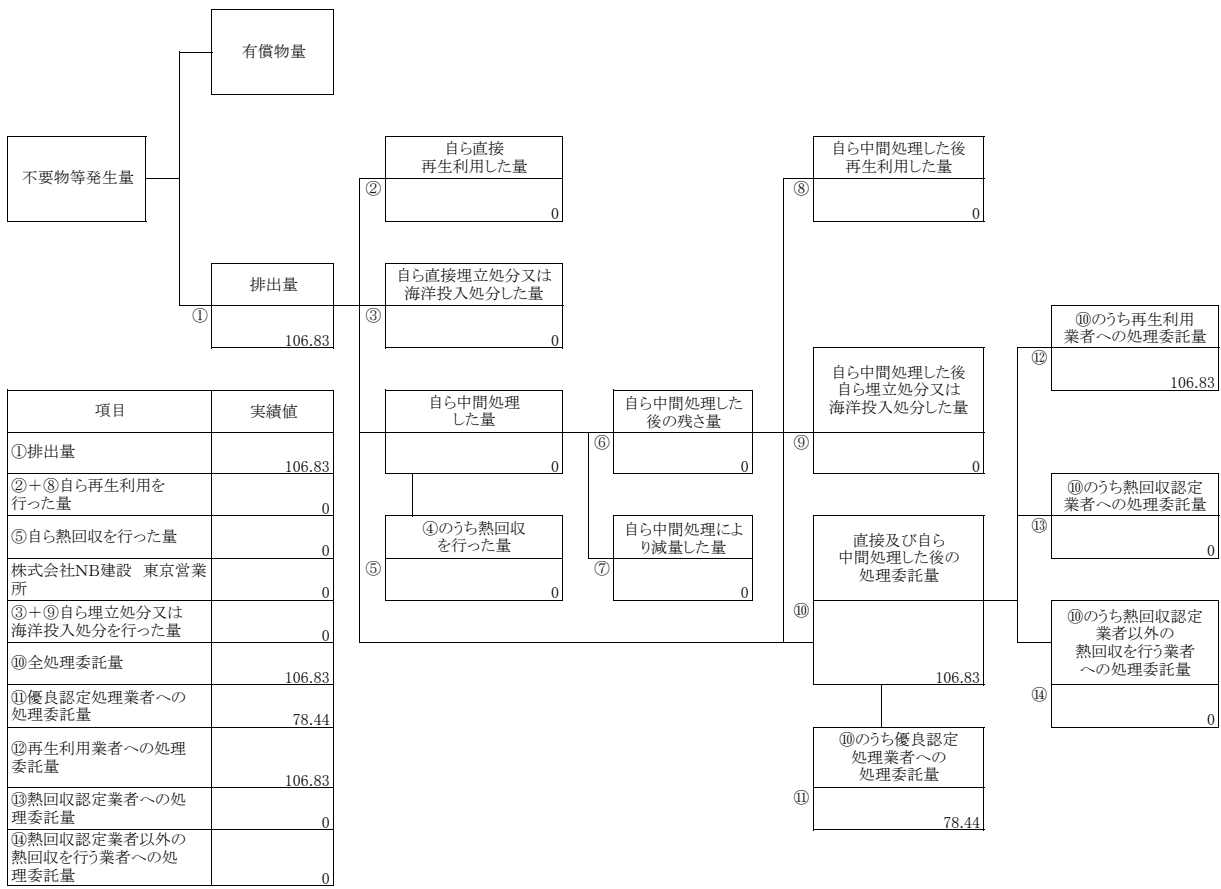 有償物量
不要物等発生量
排出量
①
106.83
自ら直接
再生利用した量
②
0
自ら直接埋立処分又は
海洋投入処分した量
③
0
自ら中間処理
した量
0
④のうち熱回収
を行った量
⑤
0
自ら中間処理した
後の残さ量
⑥
0
自ら中間処理によ
り減量した量
⑦
0
自ら中間処理した後
再生利用した量
⑧
0
自ら中間処理した後
自ら埋立処分又は
海洋投入処分した量
⑨
0
直接及び自ら
中間処理した後の
処理委託量
⑩
106.83
⑩のうち優良認定
処理業者への
処理委託量
⑪
78.44
⑩のうち再生利用
業者への処理委託量
⑫
106.83
⑩のうち熱回収認定
業者への処理委託量
⑬
0
⑩のうち熱回収認定
業者以外の
熱回収を行う業者
への処理委託量
⑭
0
項目 実績値
①排出量
106.83
②＋⑧自ら再生利用を
行った量
0
⑤自ら熱回収を行った量
0
株式会社NB建設　東京営業
所
0
③＋⑨自ら埋立処分又は
海洋投入処分を行った量
0
⑩全処理委託量
106.83
⑪優良認定処理業者への
処理委託量
78.44
⑫再生利用業者への処理
委託量
106.83
⑬熱回収認定業者への処
理委託量
0
⑭熱回収認定業者以外の
熱回収を行う業者への処
理委託量
0